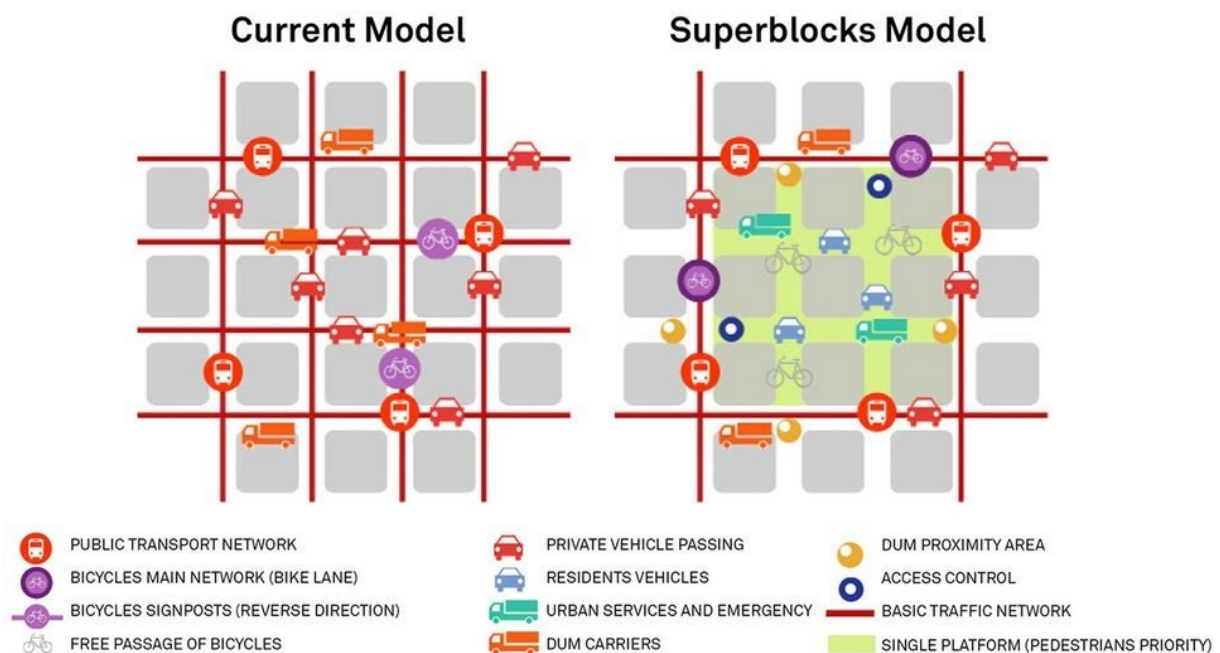 Current Model
Superblocks Model
PUBLIC TRANSPORT NETWORK
BICYCLES MAIN NETWORK (BIKE LANE)
BICYCLES SIGNPOSTS (REVERSE DIRECTION)
FREE PASSAGE OF BICYCLES
PRIVATE VEHICLE PASSING
RESIDENTS VEHICLES
URBAN SERVICES AND EMERGENCY
DUM CARRIERS
DUM PROXIMITY AREA
ACCESS CONTROL
BASIC TRAFFIC NETWORK
SINGLE PLATFORM (PEDESTRIANS PRIORITY)